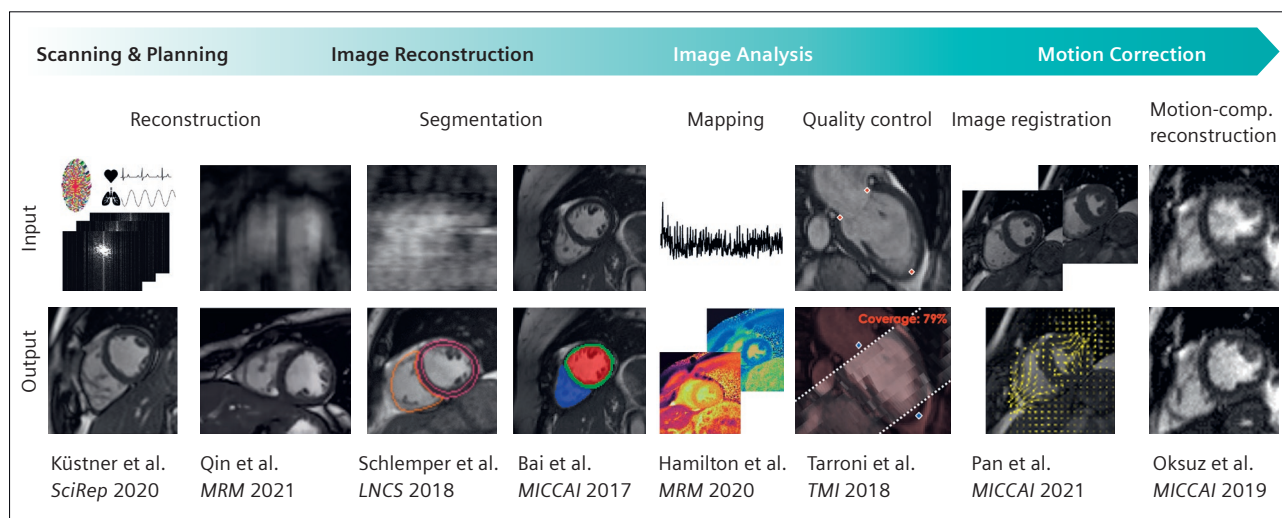 Scanning & Planning Image Reconstruction Image Analysis Motion Correction
Reconstruction Segmentation Mapping Quality control Image registration Motion-comp. reconstruction
Input
Coverage: 79%
Output
Küstner et al. Qin et al. Schlemper et al. Bai et al. Hamilton et al. Tarroni et al. Pan et al. Oksuz et al.
SciRep 2020 MRM 2021 LNCS 2018 MICCAI 2017 MRM 2020 TMI 2018 MICCAI 2021 MICCAI 2019